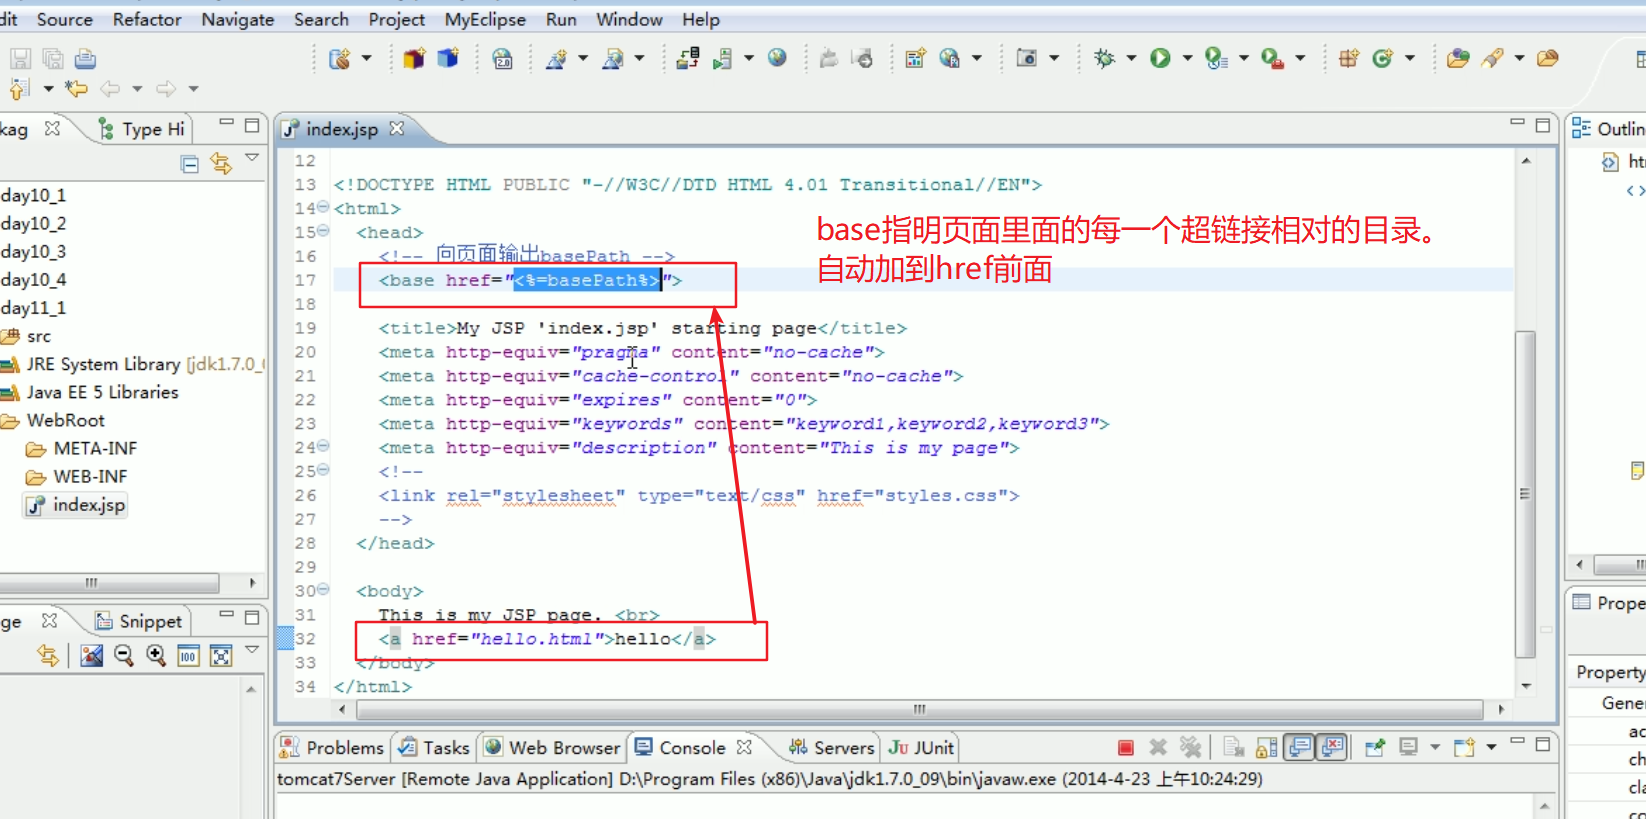 dit Source Refactor Navigate Search Project MyEclipse Run Window Help
kag Type Hi
index.jsp
Outlin
day10_1
day10_2
day10_3
day10_4
day11_1
src
JRE System Library [jdk1.7.0_0
Java EE 5 Libraries
WebRoot
META-INF
WEB-INF
index.jsp
ge Snippet
12
13 <!DOCTYPE HTML PUBLIC "-//W3C//DTD HTML 4.01 Transitional//EN">
14 <html>
15 <head>
16 <!-- 向页面输出basePath -->
17 <base href="<%=basePath%>">
18
19 <title>My JSP 'index.jsp' starting page</title>
20 <meta http-equiv="pragma" content="no-cache">
21 <meta http-equiv="cache-control" content="no-cache">
22 <meta http-equiv="expires" content="0">
23 <meta http-equiv="keywords" content="keyword1,keyword2,keyword3">
24 <meta http-equiv="description" content="This is my page">
25 <!--
26 <link rel="stylesheet" type="text/css" href="styles.css">
27 -->
28 </head>
29
30 <body>
31 This is my JSP page. <br>
32 <a href="hello.html">hello</a>
33 </body>
34 </html>
base指明页面里面的每一个超链接相对的目录。
自动加到href前面
ht
Prope
Property
Gener
ac
ch
cla
Problems Tasks Web Browser Console Servers JUnit
tomcat7Server [Remote Java Application] D:\Program Files (x86)\Java\jdk1.7.0_09\bin\javaw.exe (2014-4-23 上午10:24:29)